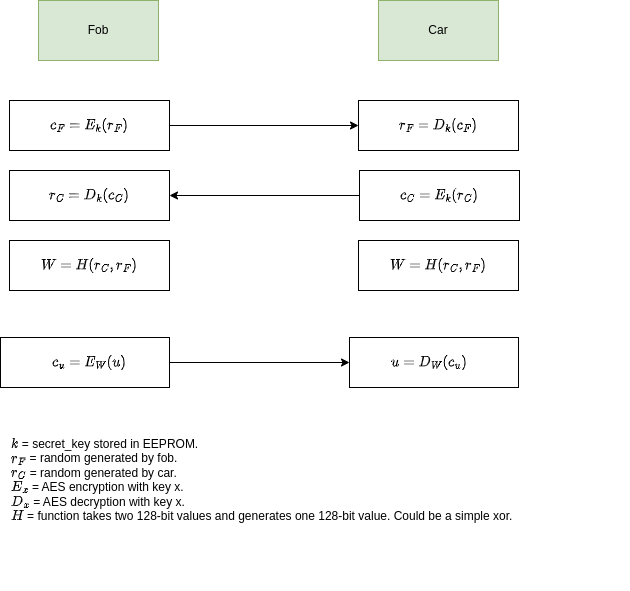 Fob Car
c_F = E_k(r_F) r_F = D_k(c_F)
r_C = D_k(c_C) c_C = E_k(r_C)
W = H(r_C, r_F) W = H(r_C, r_F)
c_u = E_W(u) u = D_W(c_u)
k = secret_key stored in EEPROM.
r_F = random generated by fob.
r_C = random generated by car.
E_x = AES encryption with key x.
D_x = AES decryption with key x.
H = function takes two 128-bit values and generates one 128-bit value. Could be a simple xor.